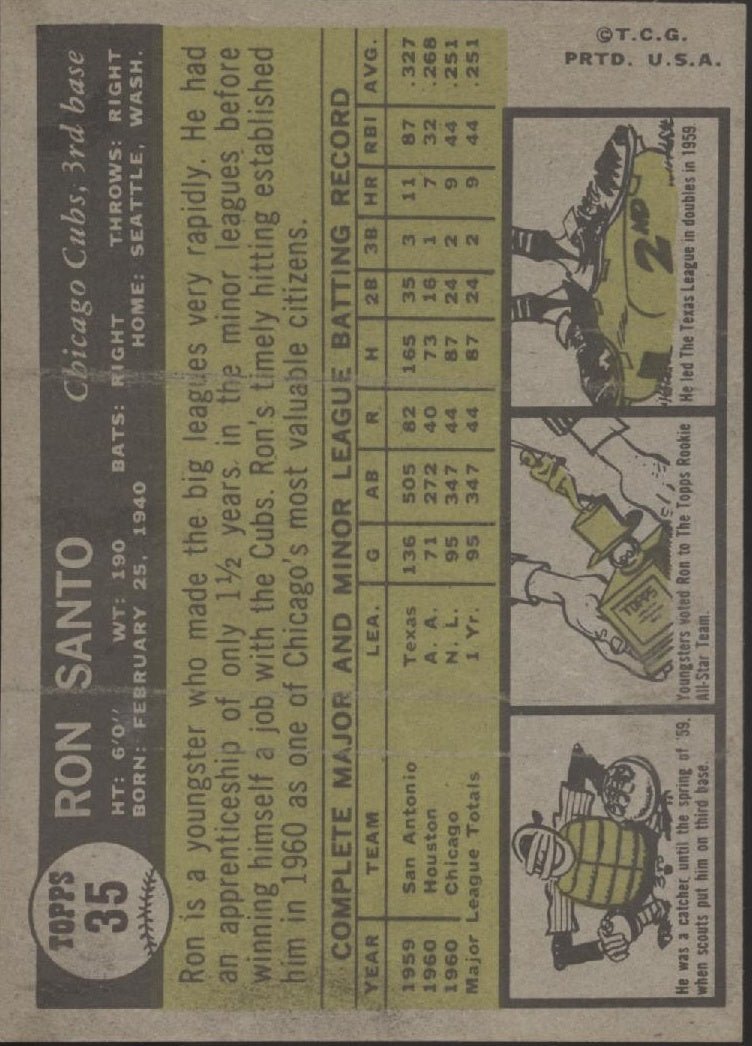 TOPPS
35
RON SANTO
Chicago Cubs, 3rd base
HT: 6'0" WT: 190 BATS: RIGHT THROWS: RIGHT
BORN: FEBRUARY 25, 1940 HOME: SEATTLE, WASH.
Ron is a youngster who made the big leagues very rapidly. He had
an apprenticeship of only 1½ years in the minor leagues before
winning himself a job with the Cubs. Ron's timely hitting established
him in 1960 as one of Chicago's most valuable citizens.
COMPLETE MAJOR AND MINOR LEAGUE BATTING RECORD
YEAR TEAM LEA. G AB R H 2B 3B HR RBI AVG.
1959 San Antonio Texas 136 505 82 165 35 3 11 87 .327
1960 Houston A. A. 71 272 40 73 16 1 7 32 .268
1960 Chicago N. L. 95 347 44 87 24 2 9 44 .251
Major League Totals 1 Yr. 95 347 44 87 24 2 9 44 .251
He was a catcher until the spring of '59,
when scouts put him on third base.
TOPPS
Youngsters voted Ron to The Topps Rookie
All-Star Team.
2ND
He led The Texas League in doubles in 1959
©T.C.G.
PRTD. U.S.A.